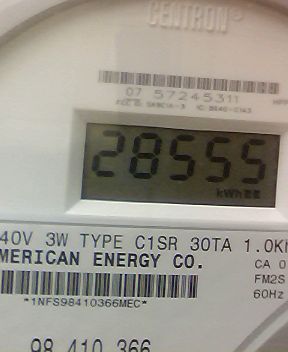 CENTRON
07 57245311
28555
kWh
40V 3W TYPE C1SR 30TA 1.0K
MERICAN ENERGY CO.
CA 0
FM2S
60Hz
*1NFS98410366MEC*
98 410 366